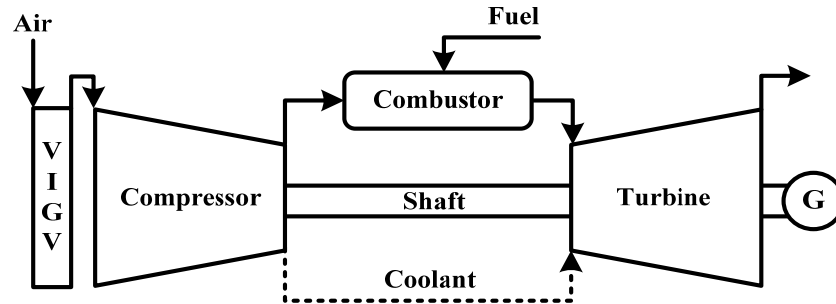 Air
Fuel
Combustor
V
I
G
V
Compressor
Shaft
Turbine
G
Coolant